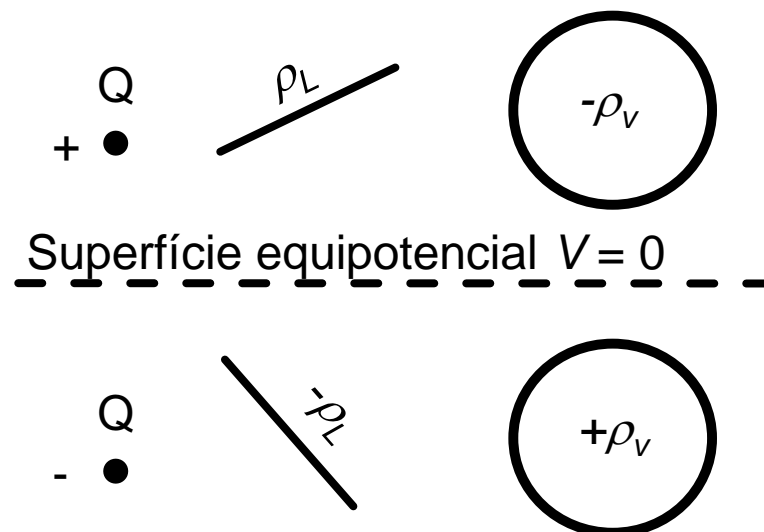 Q
+
ρL
-ρv
Superfície equipotencial V = 0
Q
-
-ρL
+ρv